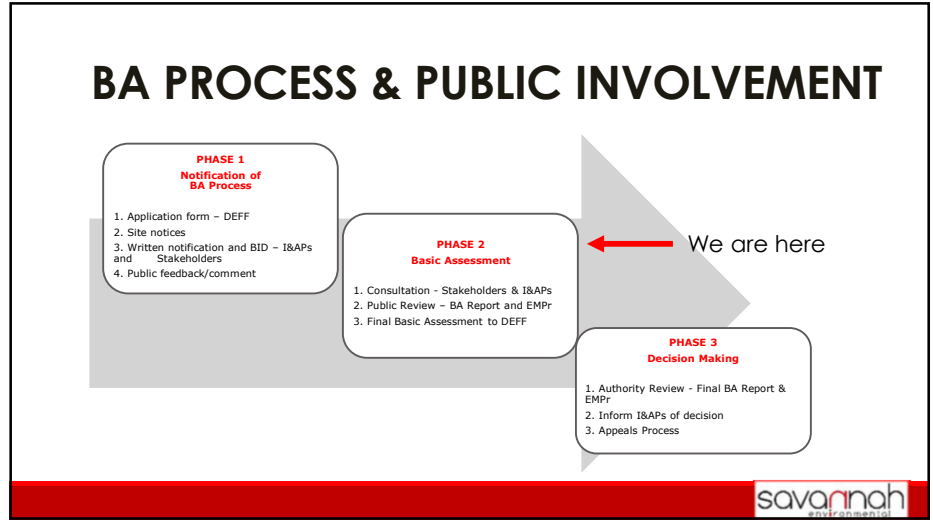 BA PROCESS & PUBLIC INVOLVEMENT
PHASE 1
Notification of
BA Process
1. Application form – DEFF
2. Site notices
3. Written notification and BID – I&APs
and Stakeholders
4. Public feedback/comment
PHASE 2
Basic Assessment
1. Consultation - Stakeholders & I&APs
2. Public Review – BA Report and EMPr
3. Final Basic Assessment to DEFF
We are here
PHASE 3
Decision Making
1. Authority Review - Final BA Report &
EMPr
2. Inform I&APs of decision
3. Appeals Process
savannah
environmental